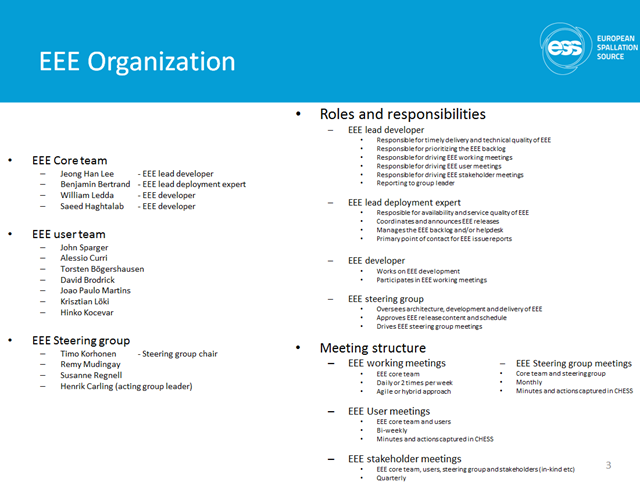 EEE Organization
ess
EUROPEAN
SPALLATION
SOURCE
• EEE Core team
– Jeong Han Lee - EEE lead developer
– Benjamin Bertrand - EEE lead deployment expert
– William Ledda - EEE developer
– Saeed Haghtalab - EEE developer
• EEE user team
– John Sparger
– Alessio Curri
– Torsten Bögershausen
– David Brodrick
– Joao Paulo Martins
– Krisztian Löki
– Hinko Kocevar
• EEE Steering group
– Timo Korhonen - Steering group chair
– Remy Mudingay
– Susanne Regnell
– Henrik Carling (acting group leader)
• Roles and responsibilities
– EEE lead developer
• Responsible for timely delivery and technical quality of EEE
• Responsible for prioritizing the EEE backlog
• Responsible for driving EEE working meetings
• Responsible for driving EEE user meetings
• Responsible for driving EEE stakeholder meetings
• Reporting to group leader
– EEE lead deployment expert
• Resposible for availability and service quality of EEE
• Coordinates and announces EEE releases
• Manages the EEE backlog and/or helpdesk
• Primary point of contact for EEE issue reports
– EEE developer
• Works on EEE development
• Participates in EEE working meetings
– EEE steering group
• Oversees architecture, development and delivery of EEE
• Approves EEE release content and schedule
• Drives EEE steering group meetings
• Meeting structure
– EEE working meetings
• EEE core team
• Daily or 2 times per week
• Agile or hybrid approach
– EEE Steering group meetings
• Core team and steering group
• Monthly
• Minutes and actions captured in CHESS
– EEE User meetings
• EEE core team and users
• Bi-weekly
• Minutes and actions captured in CHESS
– EEE stakeholder meetings
• EEE core team, users, steering group and stakeholders (in-kind etc)
• Quarterly
3